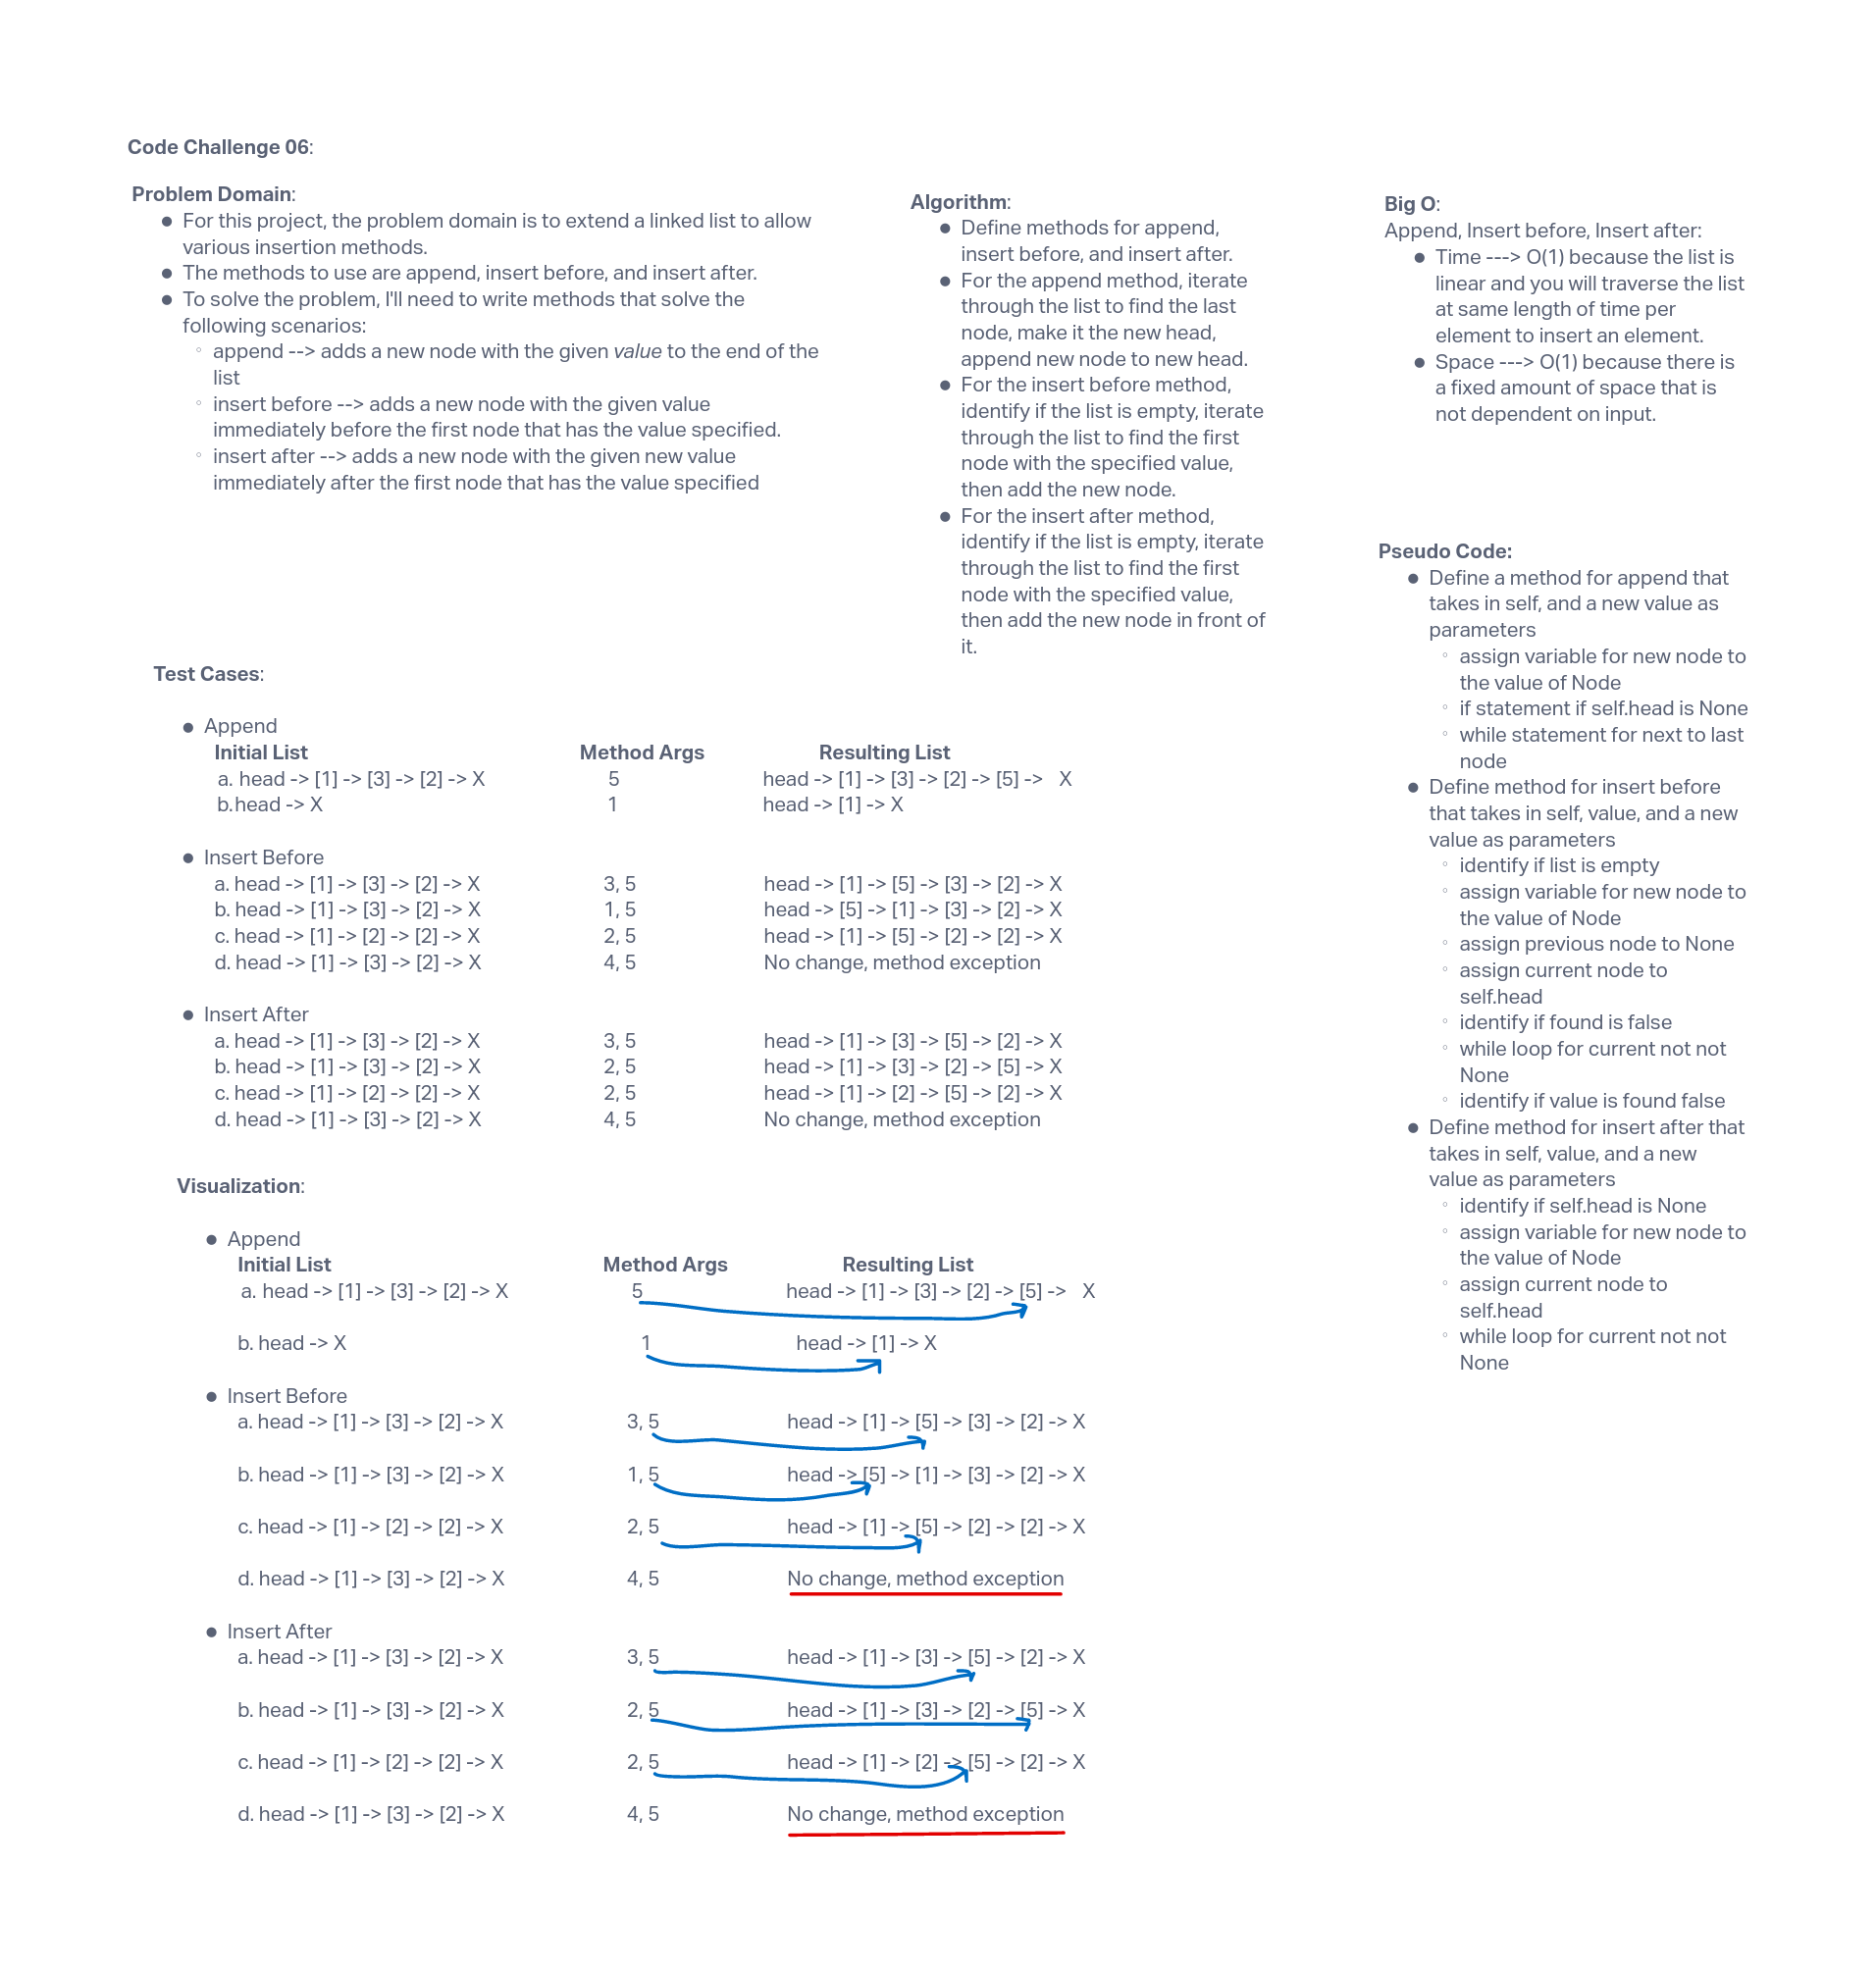 Code Challenge 06:
Problem Domain:
● For this project, the problem domain is to extend a linked list to allow
various insertion methods.
● The methods to use are append, insert before, and insert after.
● To solve the problem, I'll need to write methods that solve the
following scenarios:
◦ append --> adds a new node with the given value to the end of the
list
◦ insert before --> adds a new node with the given value
immediately before the first node that has the value specified.
◦ insert after --> adds a new node with the given new value
immediately after the first node that has the value specified
Algorithm:
● Define methods for append,
insert before, and insert after.
● For the append method, iterate
through the list to find the last
node, make it the new head,
append new node to new head.
● For the insert before method,
identify if the list is empty, iterate
through the list to find the first
node with the specified value,
then add the new node.
● For the insert after method,
identify if the list is empty, iterate
through the list to find the first
node with the specified value,
then add the new node in front of
it.
Big O:
Append, Insert before, Insert after:
● Time ---> O(1) because the list is
linear and you will traverse the list
at same length of time per
element to insert an element.
● Space ---> O(1) because there is
a fixed amount of space that is
not dependent on input.
Pseudo Code:
● Define a method for append that
takes in self, and a new value as
parameters
◦ assign variable for new node to
the value of Node
◦ if statement if self.head is None
◦ while statement for next to last
node
● Define method for insert before
that takes in self, value, and a new
value as parameters
◦ identify if list is empty
◦ assign variable for new node to
the value of Node
◦ assign previous node to None
◦ assign current node to
self.head
◦ identify if found is false
◦ while loop for current not not
None
◦ identify if value is found false
● Define method for insert after that
takes in self, value, and a new
value as parameters
◦ identify if self.head is None
◦ assign variable for new node to
the value of Node
◦ assign current node to
self.head
◦ while loop for current not not
None
Test Cases:
● Append
Initial List Method Args Resulting List
a. head -> [1] -> [3] -> [2] -> X 5 head -> [1] -> [3] -> [2] -> [5] -> X
b. head -> X 1 head -> [1] -> X
● Insert Before
a. head -> [1] -> [3] -> [2] -> X 3, 5 head -> [1] -> [5] -> [3] -> [2] -> X
b. head -> [1] -> [3] -> [2] -> X 1, 5 head -> [5] -> [1] -> [3] -> [2] -> X
c. head -> [1] -> [2] -> [2] -> X 2, 5 head -> [1] -> [5] -> [2] -> [2] -> X
d. head -> [1] -> [3] -> [2] -> X 4, 5 No change, method exception
● Insert After
a. head -> [1] -> [3] -> [2] -> X 3, 5 head -> [1] -> [3] -> [5] -> [2] -> X
b. head -> [1] -> [3] -> [2] -> X 2, 5 head -> [1] -> [3] -> [2] -> [5] -> X
c. head -> [1] -> [2] -> [2] -> X 2, 5 head -> [1] -> [2] -> [5] -> [2] -> X
d. head -> [1] -> [3] -> [2] -> X 4, 5 No change, method exception
Visualization:
● Append
Initial List Method Args Resulting List
a. head -> [1] -> [3] -> [2] -> X 5 head -> [1] -> [3] -> [2] -> [5] -> X
b. head -> X 1 head -> [1] -> X
● Insert Before
a. head -> [1] -> [3] -> [2] -> X 3, 5 head -> [1] -> [5] -> [3] -> [2] -> X
b. head -> [1] -> [3] -> [2] -> X 1, 5 head -> [5] -> [1] -> [3] -> [2] -> X
c. head -> [1] -> [2] -> [2] -> X 2, 5 head -> [1] -> [5] -> [2] -> [2] -> X
d. head -> [1] -> [3] -> [2] -> X 4, 5 No change, method exception
● Insert After
a. head -> [1] -> [3] -> [2] -> X 3, 5 head -> [1] -> [3] -> [5] -> [2] -> X
b. head -> [1] -> [3] -> [2] -> X 2, 5 head -> [1] -> [3] -> [2] -> [5] -> X
c. head -> [1] -> [2] -> [2] -> X 2, 5 head -> [1] -> [2] -> [5] -> [2] -> X
d. head -> [1] -> [3] -> [2] -> X 4, 5 No change, method exception